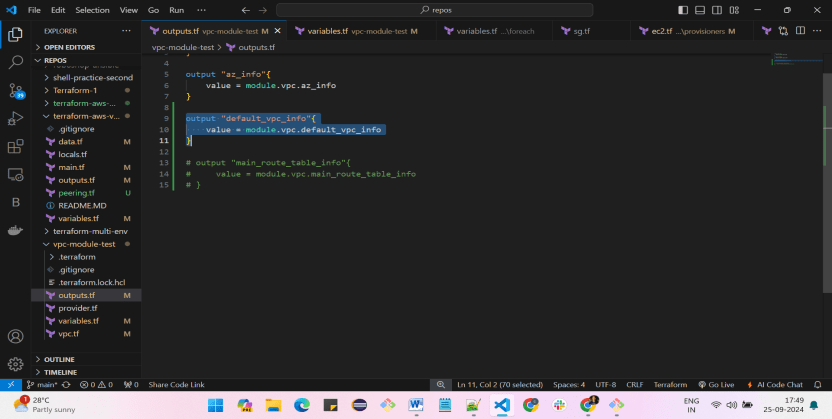 File Edit Selection View Go Run ··· ← → repos
EXPLORER ···
OPEN EDITORS
REPOS
shell-practice-second
Terraform-1
terraform-aws-...
terraform-aws-v...
.gitignore
data.tf M
locals.tf
main.tf M
outputs.tf M
peering.tf U
README.MD
variables.tf M
terraform-multi-env
vpc-module-test
.terraform
.gitignore
.terraform.lock.hcl
outputs.tf M
provider.tf
variables.tf M
vpc.tf M
OUTLINE
TIMELINE
outputs.tf vpc-module-test M
variables.tf vpc-module-test M
variables.tf ...\foreach
sg.tf
ec2.tf ...\provisioners M
vpc-module-test > outputs.tf
4
5 output "az_info"{
6 value = module.vpc.az_info
7 }
8
9 output "default_vpc_info"{
10 value = module.vpc.default_vpc_info
11 }
12
13 # output "main_route_table_info"{
14 # value = module.vpc.main_route_table_info
15 # }
main* 0 0 0 Share Code Link Ln 11, Col 2 (70 selected) Spaces: 4 UTF-8 CRLF Terraform Go Live AI Code Chat
28°C
Partly sunny
ENG
IN
17:49
25-09-2024